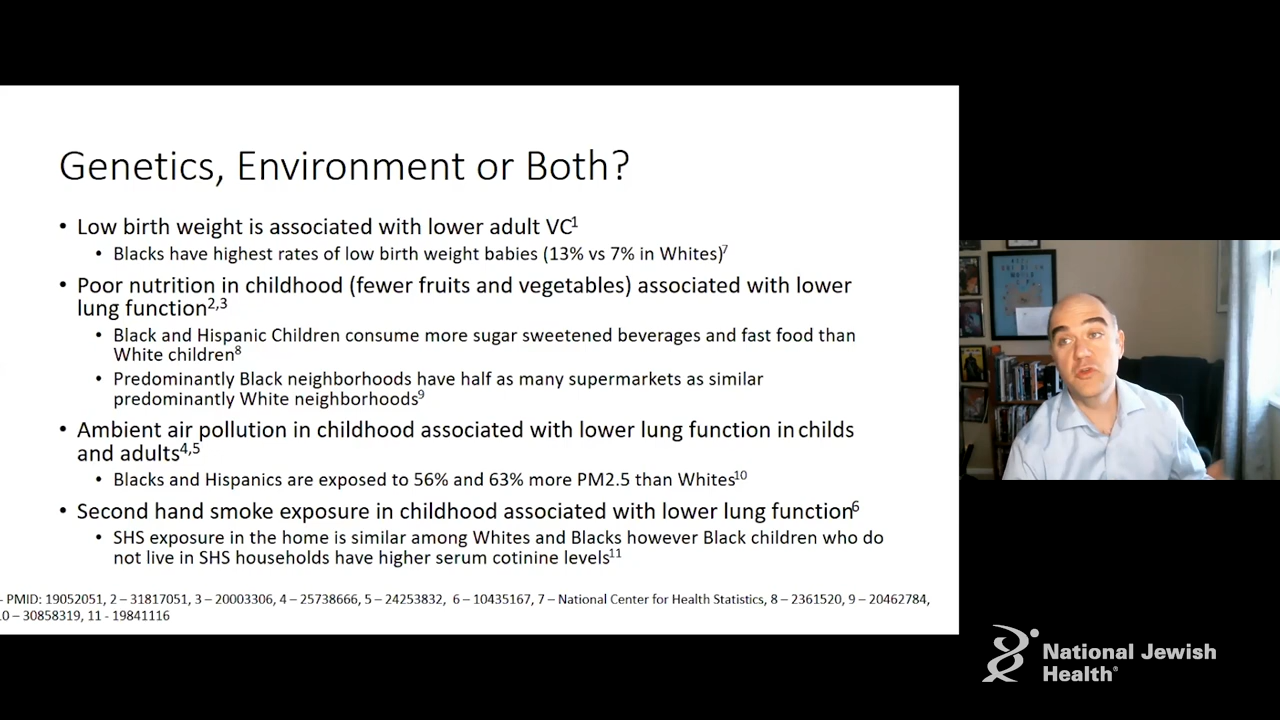 Genetics, Environment or Both?
• Low birth weight is associated with lower adult VC1
• Blacks have highest rates of low birth weight babies (13% vs 7% in Whites)7
• Poor nutrition in childhood (fewer fruits and vegetables) associated with lower
lung function2,3
• Black and Hispanic Children consume more sugar sweetened beverages and fast food than
White children8
• Predominantly Black neighborhoods have half as many supermarkets as similar
predominantly White neighborhoods9
• Ambient air pollution in childhood associated with lower lung function in childs
and adults4,5
• Blacks and Hispanics are exposed to 56% and 63% more PM2.5 than Whites10
• Second hand smoke exposure in childhood associated with lower lung function6
• SHS exposure in the home is similar among Whites and Blacks however Black children who do
not live in SHS households have higher serum cotinine levels11
– PMID: 19052051, 2 – 31817051, 3 – 20003306, 4 – 25738666, 5 – 24253832, 6 – 10435167, 7 – National Center for Health Statistics, 8 – 2361520, 9 – 20462784,
0 – 30858319, 11 - 19841116
National Jewish
Health®